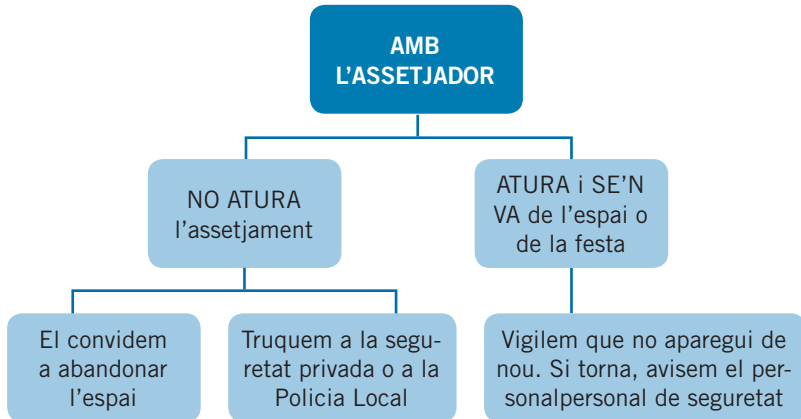 AMB
L'ASSETJADOR
NO ATURA
l'assetjament
ATURA i SE'N
VA de l'espai o
de la festa
El convidem
a abandonar
l'espai
Truquem a la segu-
retat privada o a la
Policia Local
Vigilem que no aparegui de
nou. Si torna, avisem el per-
sonalpersonal de seguretat